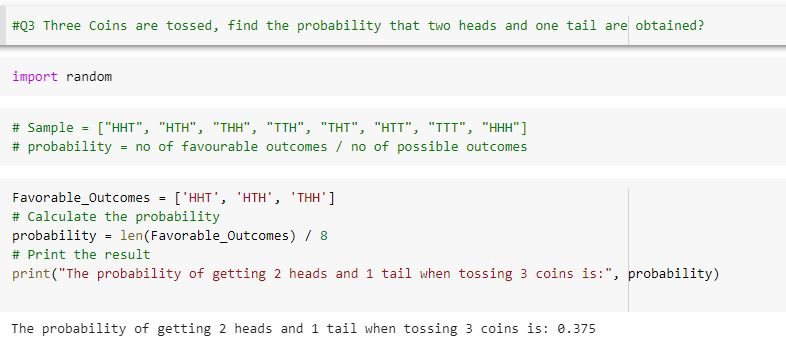 #Q3 Three Coins are tossed, find the probability that two heads and one tail are obtained?
import random
# Sample = ["HHT", "HTH", "THH", "TTH", "THT", "HTT", "TTT", "HHH"]
# probability = no of favourable outcomes / no of possible outcomes
Favorable_Outcomes = ['HHT', 'HTH', 'THH']
# Calculate the probability
probability = len(Favorable_Outcomes) / 8
# Print the result
print("The probability of getting 2 heads and 1 tail when tossing 3 coins is:", probability)
The probability of getting 2 heads and 1 tail when tossing 3 coins is: 0.375